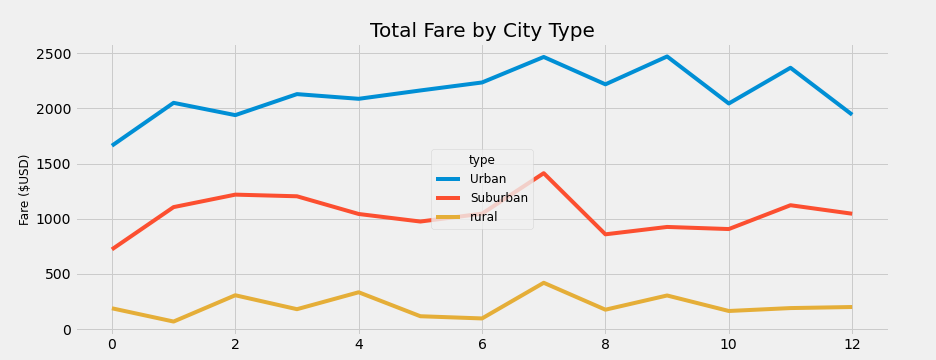 Total Fare by City Type
Fare ($USD)
2500
2000
1500
1000
500
0
type
Urban
Suburban
rural
0 2 4 6 8 10 12